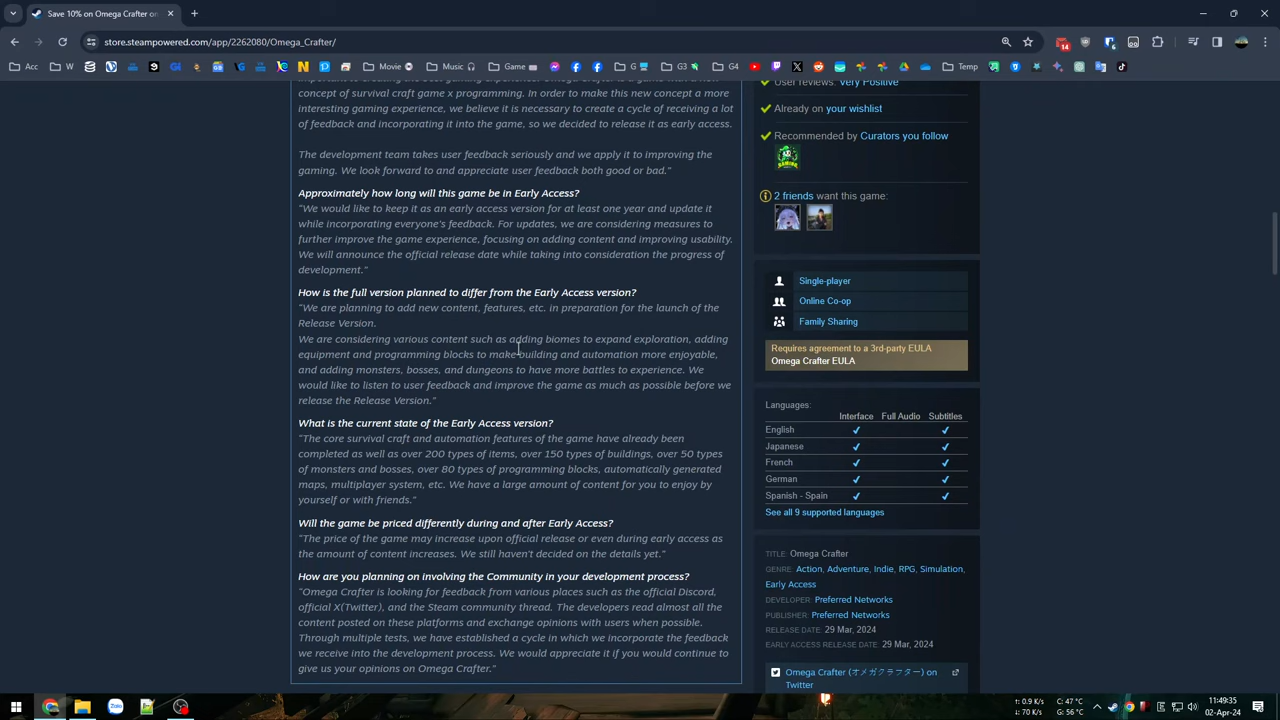 Save 10% on Omega Crafter on
store.steampowered.com/app/2262080/Omega_Crafter/
14
Acc
W
Movie
Music
Game
G
G3
G4
Temp
concept of survival craft game x programming. In order to make this new concept a more
interesting gaming experience, we believe it is necessary to create a cycle of receiving a lot
of feedback and incorporating it into the game, so we decided to release it as early access.
The development team takes user feedback seriously and we apply it to improving the
gaming. We look forward to and appreciate user feedback both good or bad.”
Approximately how long will this game be in Early Access?
“We would like to keep it as an early access version for at least one year and update it
while incorporating everyone's feedback. For updates, we are considering measures to
further improve the game experience, focusing on adding content and improving usability.
We will announce the official release date while taking into consideration the progress of
development.”
How is the full version planned to differ from the Early Access version?
“We are planning to add new content, features, etc. in preparation for the launch of the
Release Version.
We are considering various content such as adding biomes to expand exploration, adding
equipment and programming blocks to make building and automation more enjoyable,
and adding monsters, bosses, and dungeons to have more battles to experience. We
would like to listen to user feedback and improve the game as much as possible before we
release the Release Version.”
What is the current state of the Early Access version?
“The core survival craft and automation features of the game have already been
completed as well as over 200 types of items, over 150 types of buildings, over 50 types
of monsters and bosses, over 80 types of programming blocks, automatically generated
maps, multiplayer system, etc. We have a large amount of content for you to enjoy by
yourself or with friends.”
Will the game be priced differently during and after Early Access?
“The price of the game may increase upon official release or even during early access as
the amount of content increases. We still haven't decided on the details yet.”
How are you planning on involving the Community in your development process?
“Omega Crafter is looking for feedback from various places such as the official Discord,
official X(Twitter), and the Steam community thread. The developers read almost all the
content posted on these platforms and exchange opinions with users when possible.
Through multiple tests, we have established a cycle in which we incorporate the feedback
we receive into the development process. We would appreciate it if you would continue to
give us your opinions on Omega Crafter.”
User reviews: Very Positive
Already on your wishlist
Recommended by Curators you follow
2 friends want this game:
Single-player
Online Co-op
Family Sharing
Requires agreement to a 3rd-party EULA
Omega Crafter EULA
Languages:
Interface Full Audio Subtitles
English ✔ ✔
Japanese ✔ ✔
French ✔ ✔
German ✔ ✔
Spanish - Spain ✔ ✔
See all 9 supported languages
TITLE: Omega Crafter
GENRE: Action, Adventure, Indie, RPG, Simulation,
Early Access
DEVELOPER: Preferred Networks
PUBLISHER: Preferred Networks
RELEASE DATE: 29 Mar, 2024
EARLY ACCESS RELEASE DATE: 29 Mar, 2024
Omega Crafter (オメガクラフター) on
Twitter
↑: 0.9 K/s C: 47 °C
↓: 70 K/s G: 56 °C
11:49:35
02-Apr-24